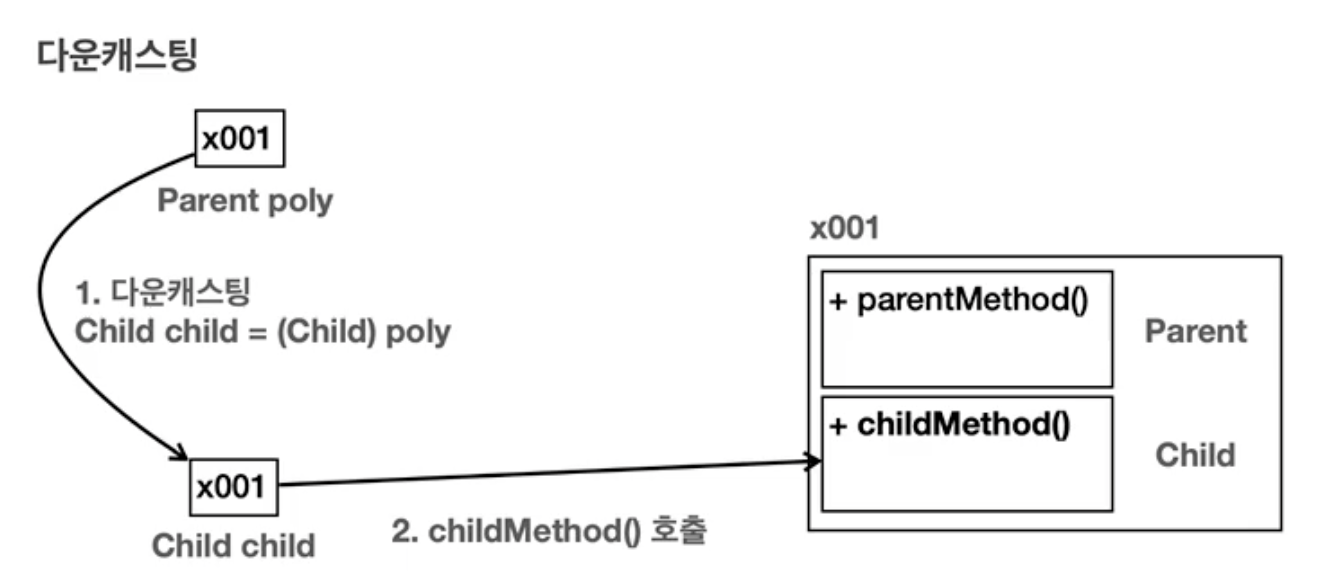 다운캐스팅
x001
Parent poly
1. 다운캐스팅
Child child = (Child) poly
x001
Child child
2. childMethod() 호출
x001
+ parentMethod()
Parent
+ childMethod()
Child